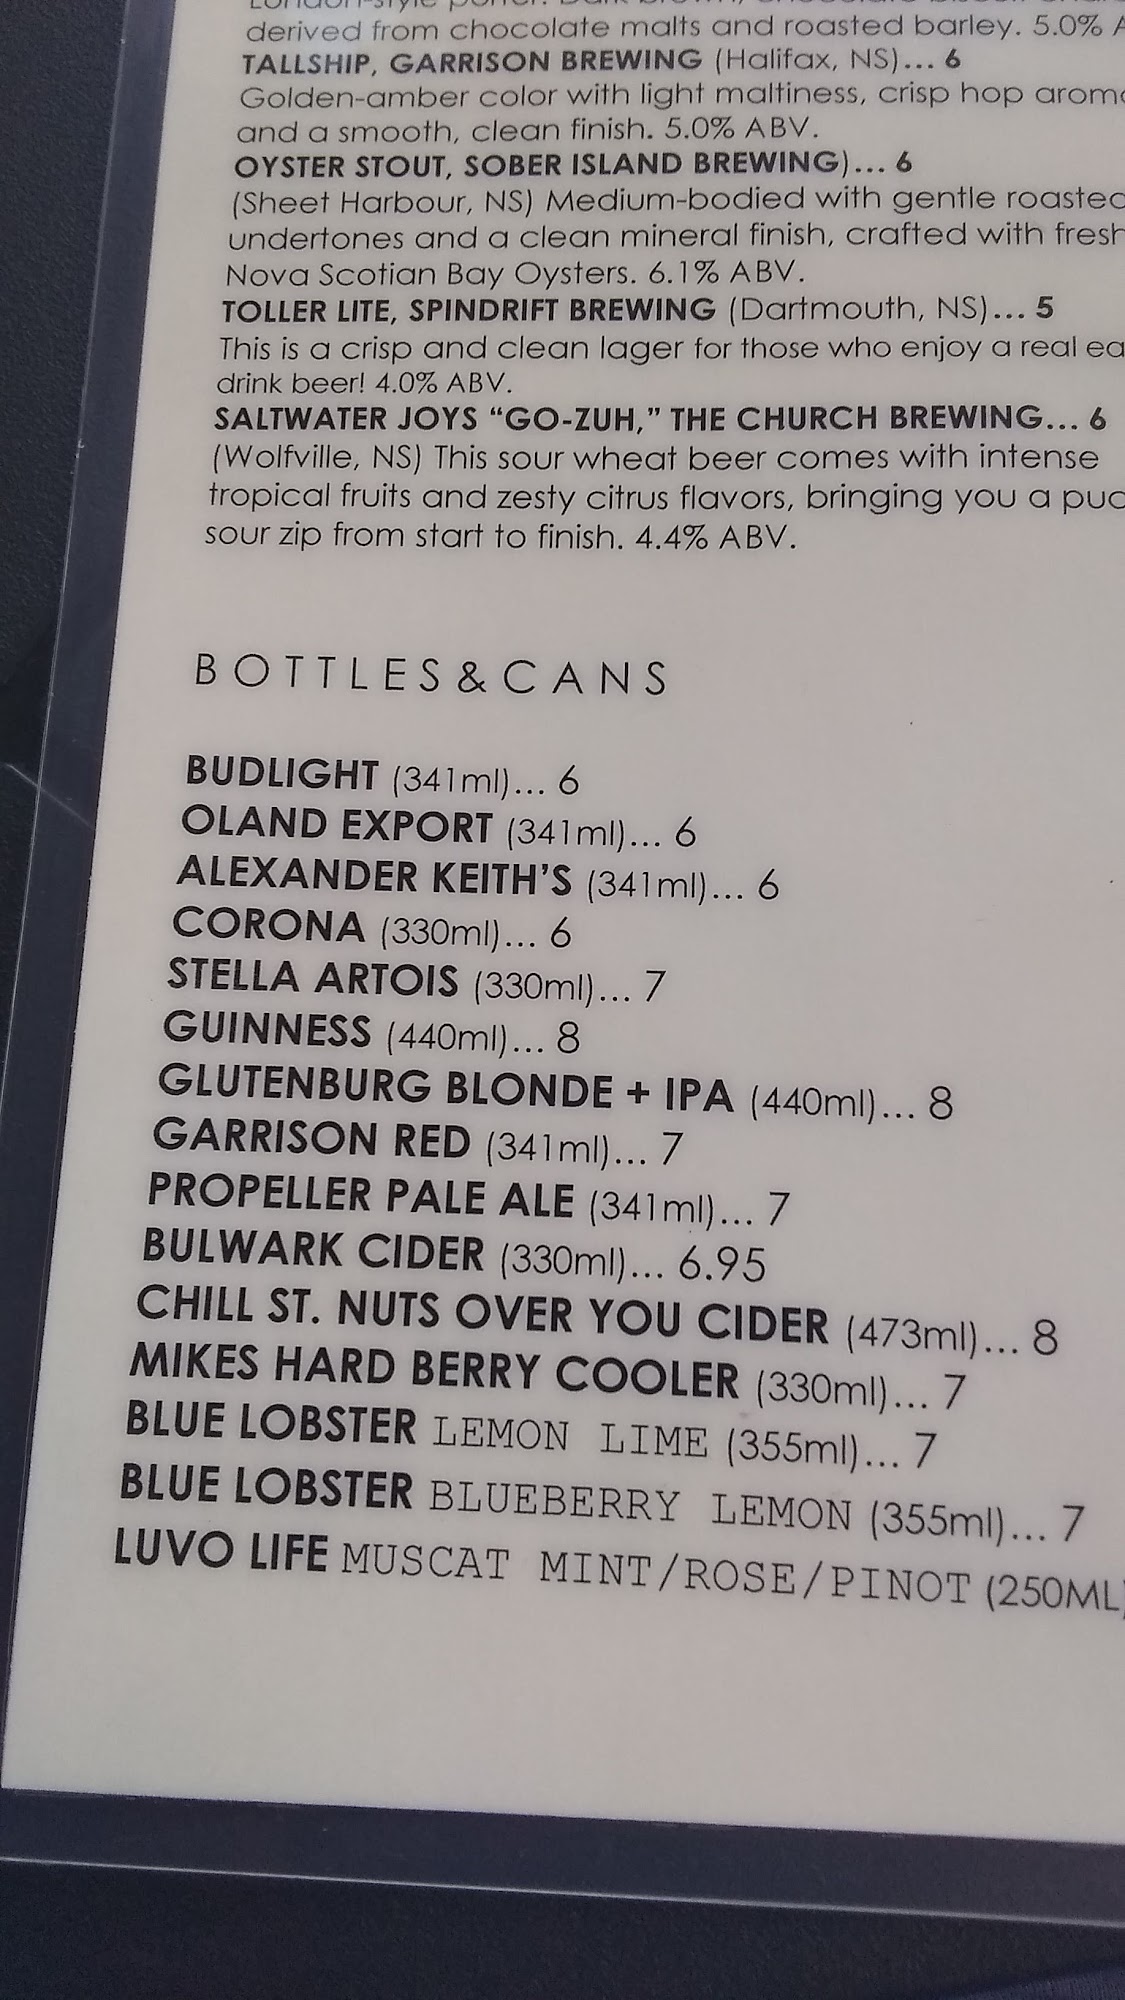 London-style porter. Dark brown, chocolate biscuit
derived from chocolate malts and roasted barley. 5.0%
TALLSHIP, GARRISON BREWING (Halifax, NS)... 6
Golden-amber color with light maltiness, crisp hop
and a smooth, clean finish. 5.0% ABV.
OYSTER STOUT, SOBER ISLAND BREWING)... 6
(Sheet Harbour, NS) Medium-bodied with gentle roasted
undertones and a clean mineral finish, crafted with fresh
Nova Scotian Bay Oysters. 6.1% ABV.
TOLLER LITE, SPINDRIFT BREWING (Dartmouth, NS)... 5
This is a crisp and clean lager for those who enjoy a real
drink beer! 4.0% ABV.
SALTWATER JOYS “GO-ZUH,” THE CHURCH BREWING... 6
(Wolfville, NS) This sour wheat beer comes with intense
tropical fruits and zesty citrus flavors, bringing you a
sour zip from start to finish. 4.4% ABV.
BOTTLES&CANS
BUDLIGHT (341ml)... 6
OLAND EXPORT (341ml)... 6
ALEXANDER KEITH’S (341ml)... 6
CORONA (330ml)... 6
STELLA ARTOIS (330ml)... 7
GUINNESS (440ml)... 8
GLUTENBURG BLONDE + IPA (440ml)... 8
GARRISON RED (341ml)... 7
PROPELLER PALE ALE (341ml)... 7
BULWARK CIDER (330ml)... 6.95
CHILL ST. NUTS OVER YOU CIDER (473ml)... 8
MIKES HARD BERRY COOLER (330ml)... 7
BLUE LOBSTER LEMON LIME (355ml)... 7
BLUE LOBSTER BLUEBERRY LEMON (355ml)... 7
LUVO LIFE MUSCAT MINT/ROSE/PINOT (250ML)